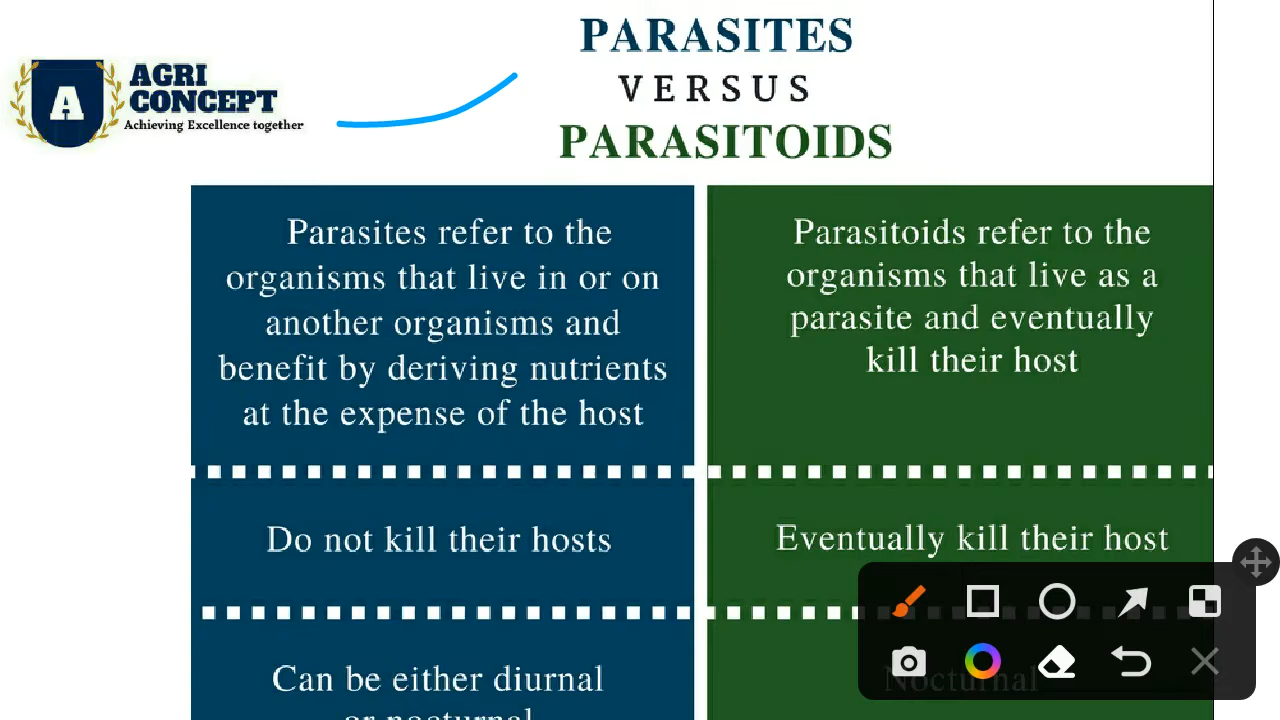 A
AGRI
CONCEPT
Achieving Excellence together
PARASITES
VERSUS
PARASITOIDS
Parasites refer to the
organisms that live in or on
another organisms and
benefit by deriving nutrients
at the expense of the host
Parasitoids refer to the
organisms that live as a
parasite and eventually
kill their host
Do not kill their hosts
Eventually kill their host
Can be either diurnal
or nocturnal
Nocturnal